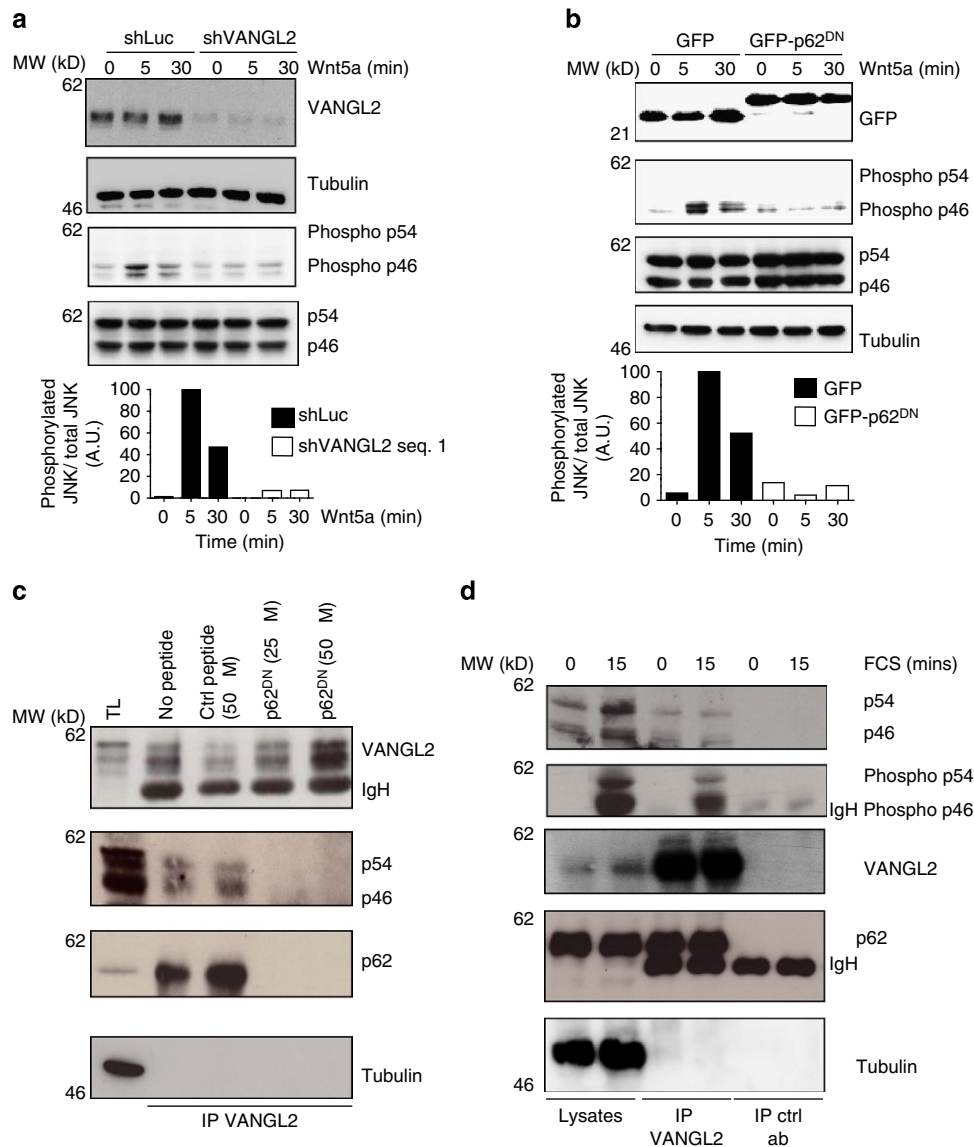 a
shLuc shVANGL2
MW (kD) 0 5 30 0 5 30 Wnt5a (min)
62
VANGL2
Tubulin
46
62
Phospho p54
Phospho p46
62
p54
p46
Phosphorylated
JNK/ total JNK
(A.U.)
100
80
60
40
20
0
shLuc
shVANGL2 seq. 1
0 5 30 0 5 30 Wnt5a (min)
Time (min)
b
GFP GFP-p62DN
MW (kD) 0 5 30 0 5 30 Wnt5a (min)
GFP
21
62
Phospho p54
Phospho p46
62
p54
p46
Tubulin
46
Phosphorylated
JNK/ total JNK
(A.U.)
100
80
60
40
20
0
GFP
GFP-p62DN
0 5 30 0 5 30
Time (min)
c
MW (kD)
TL
No peptide
Ctrl peptide
(50 M)
p62DN (25 M)
p62DN (50 M)
62
VANGL2
IgH
62
p54
p46
62
p62
Tubulin
46
IP VANGL2
d
MW (kD) 0 15 0 15 0 15 FCS (mins)
62
p54
p46
62
Phospho p54
IgH Phospho p46
62
VANGL2
62
p62
IgH
Tubulin
46
Lysates
IP
VANGL2
IP ctrl
ab